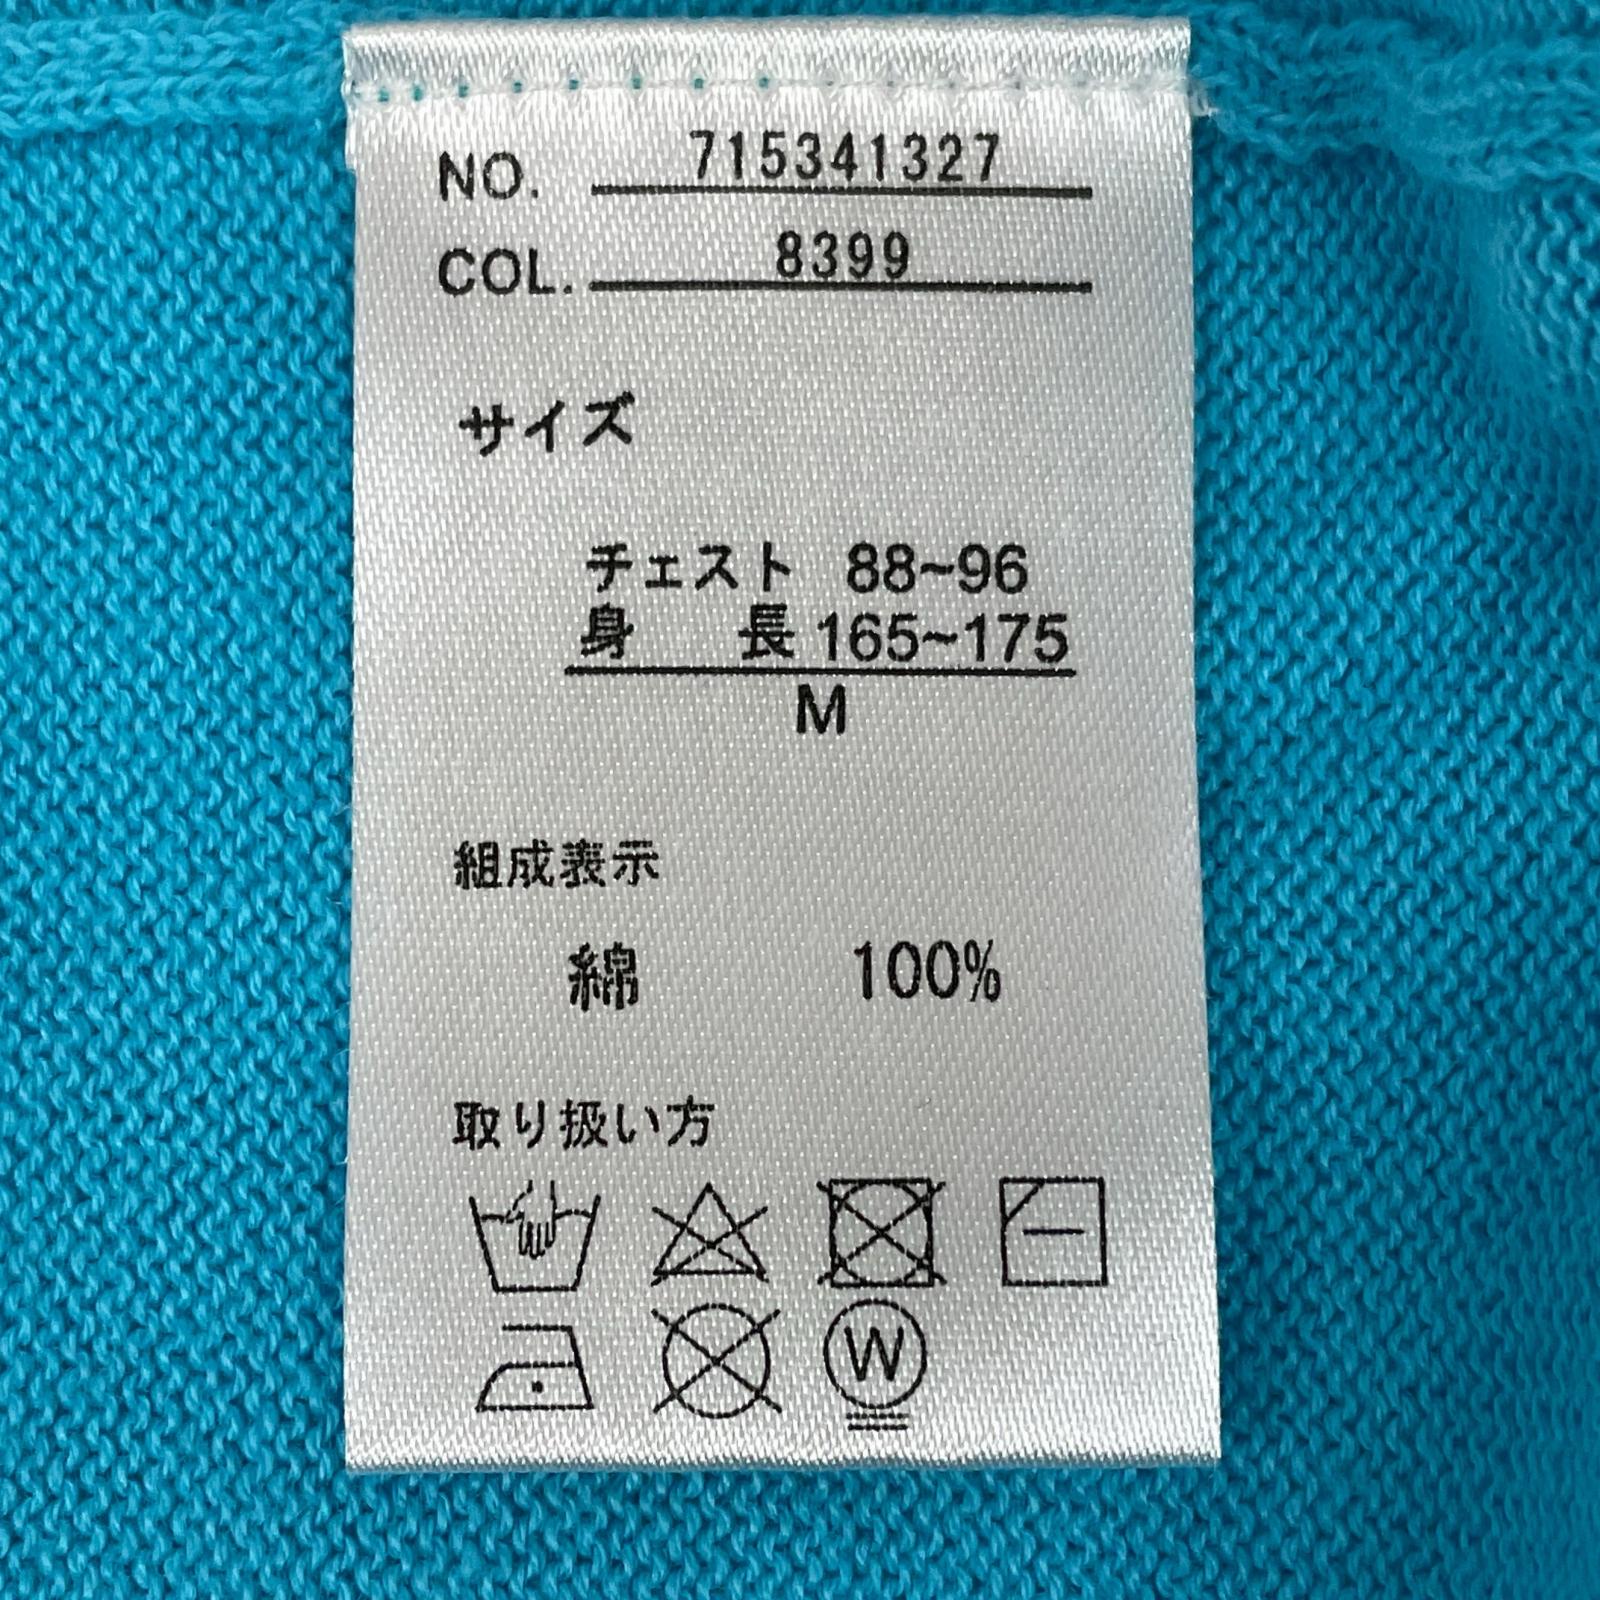 NO. 715341327
COL. 8399
サイズ
チェスト 88~96
身 長 165~175
M
組成表示
綿 100%
取り扱い方
W